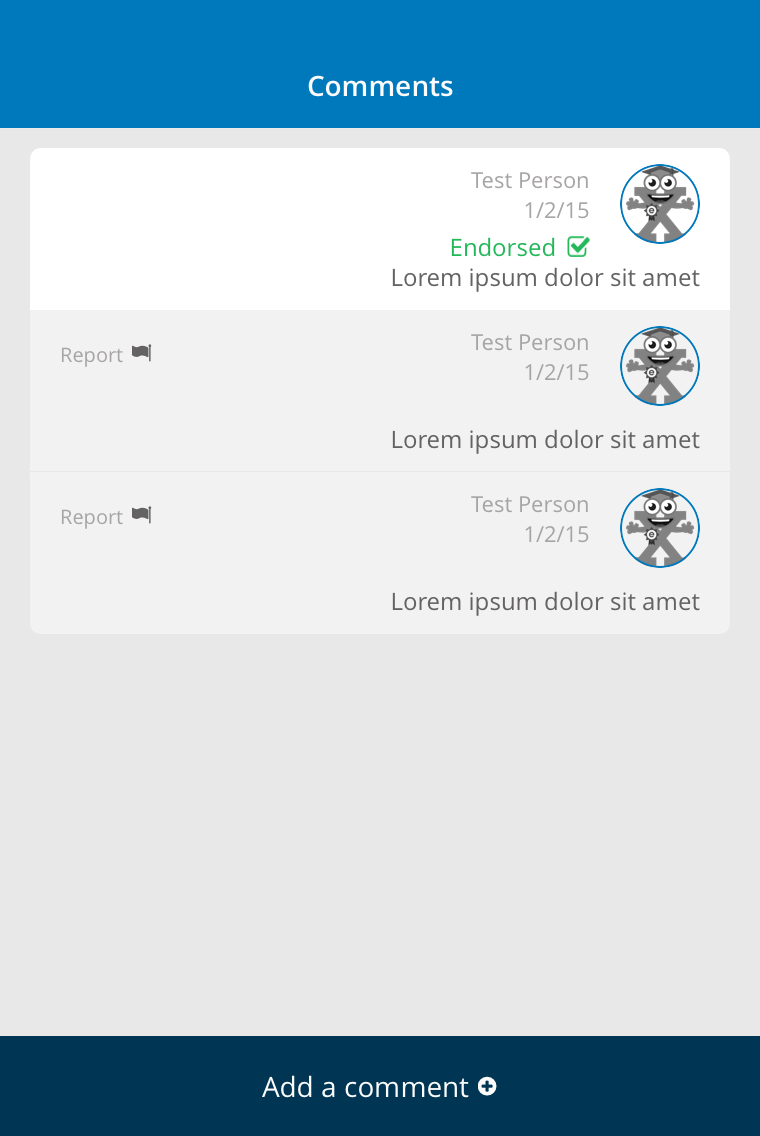 Comments
Test Person
1/2/15
Endorsed
Lorem ipsum dolor sit amet
Test Person
Report
1/2/15
Lorem ipsum dolor sit amet
Test Person
Report
1/2/15
Lorem ipsum dolor sit amet
Add a comment